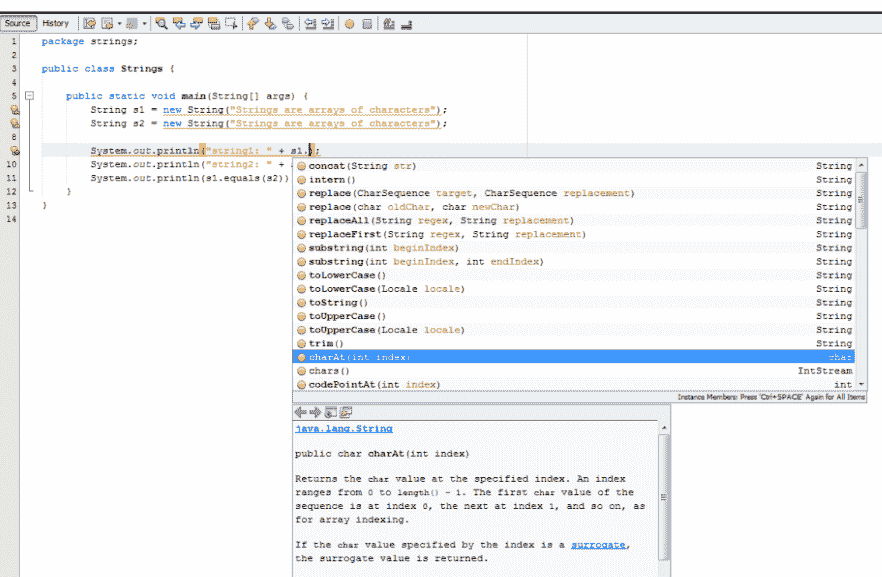 Source History
1 package strings;
2
3 public class Strings {
4
5 public static void main(String[] args) {
String s1 = new String("Strings are arrays of characters");
String s2 = new String("Strings are arrays of characters");
8
System.out.println("string1: " + s1.);
10 System.out.println("string2: " +
11 System.out.println(s1.equals(s2))
12 }
13 }
14
concat(String str) String
intern() String
replace(CharSequence target, CharSequence replacement) String
replace(char oldChar, char newChar) String
replaceAll(String regex, String replacement) String
replaceFirst(String regex, String replacement) String
substring(int beginIndex) String
substring(int beginIndex, int endIndex) String
toLowerCase() String
toLowerCase(Locale locale) String
toString() String
toUpperCase() String
toUpperCase(Locale locale) String
trim() String
charAt(int index) char
chars() IntStream
codePointAt(int index) int
Instance Members; Press 'Ctrl+SPACE' Again for All Items
java.lang.String
public char charAt(int index)
Returns the char value at the specified index. An index
ranges from 0 to length() - 1. The first char value of the
sequence is at index 0, the next at index 1, and so on, as
for array indexing.
If the char value specified by the index is a surrogate,
the surrogate value is returned.